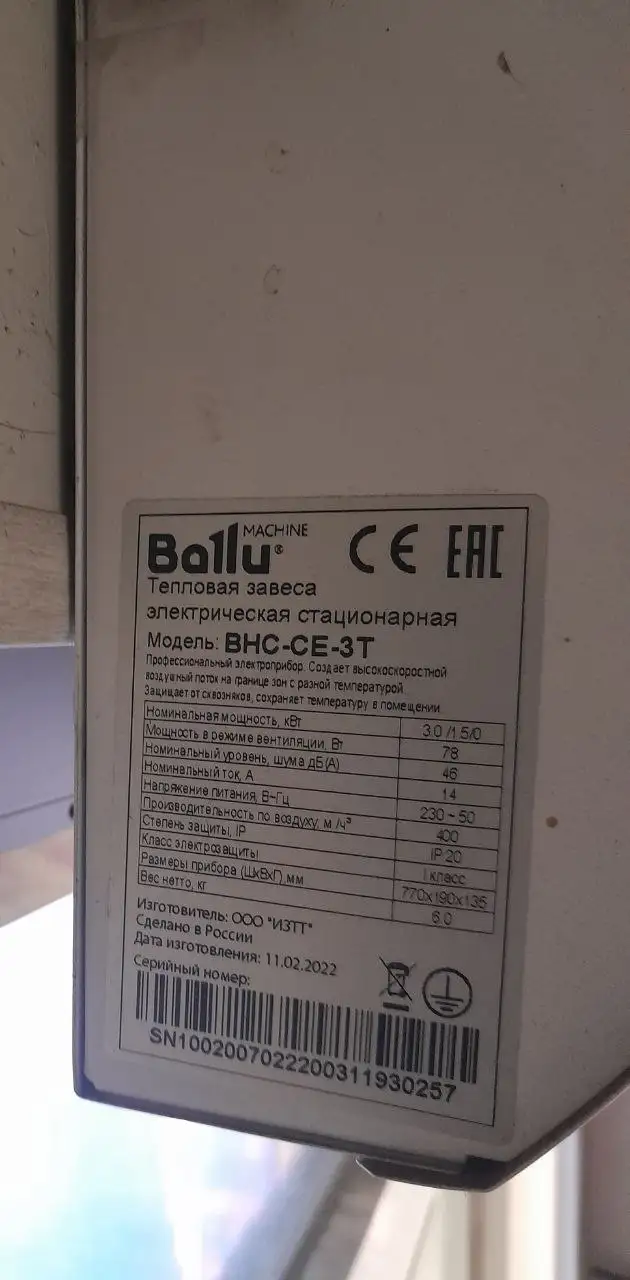 Ballu® MACHINE CE EAC
Тепловая завеса
электрическая стационарная
Модель: BHC-CE-3T
Профессиональный электроприбор. Создает высокоскоростной
воздушный поток на границе зон с разной температурой.
Защищает от сквозняков, сохраняет температуру в помещении.
Номинальная мощность, кВт 3.0 /1.5/0
Мощность в режиме вентиляции, Вт 78
Номинальный уровень, шума дБ(А) 46
Номинальный ток, А 14
Напряжение питания, В~Гц 230 ~ 50
Производительность по воздуху, м /ч³ 400
Степень защиты, IP IP 20
Класс электрозащиты I класс
Размеры прибора (ШхВхГ),мм 770x190x135
Вес нетто, кг 6.0
Изготовитель: ООО "ИЗТТ"
Сделано в России
Дата изготовления: 11.02.2022
Серийный номер:
SN10020070222200311930257